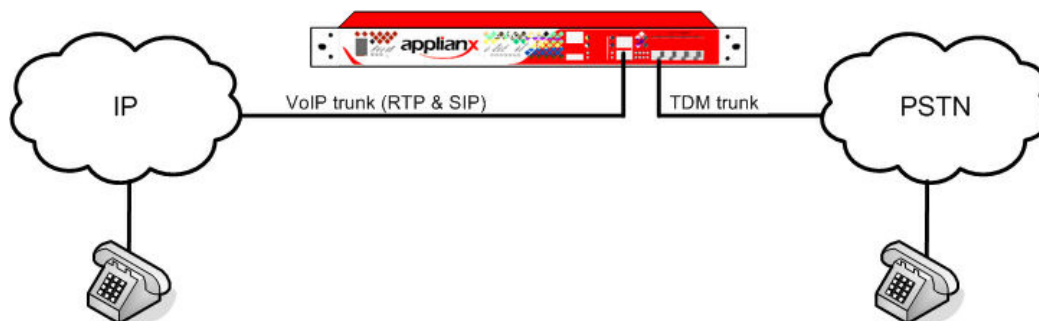 applianx
IP
VoIP trunk (RTP & SIP)
TDM trunk
PSTN